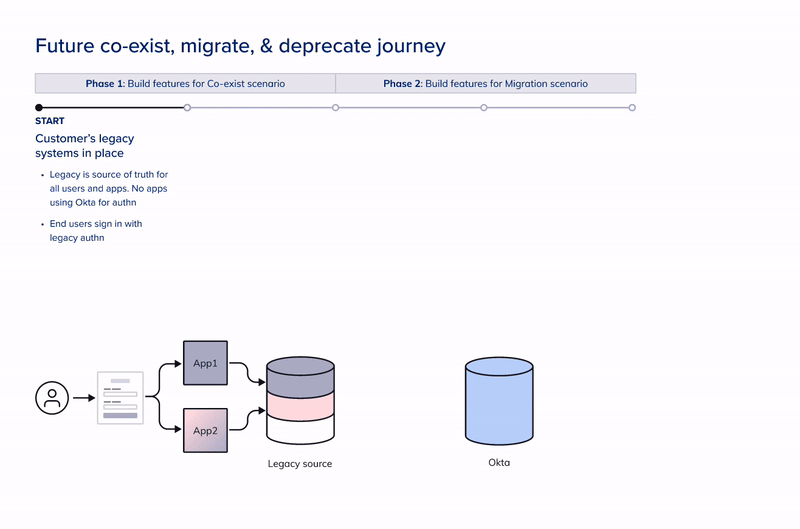 Future co-exist, migrate, & deprecate journey
Phase 1: Build features for Co-exist scenario
Phase 2: Build features for Migration scenario
START
Customer's legacy
systems in place
• Legacy is source of truth for
all users and apps. No apps
using Okta for authn
• End users sign in with
legacy authn
App1
App2
Legacy source
Okta